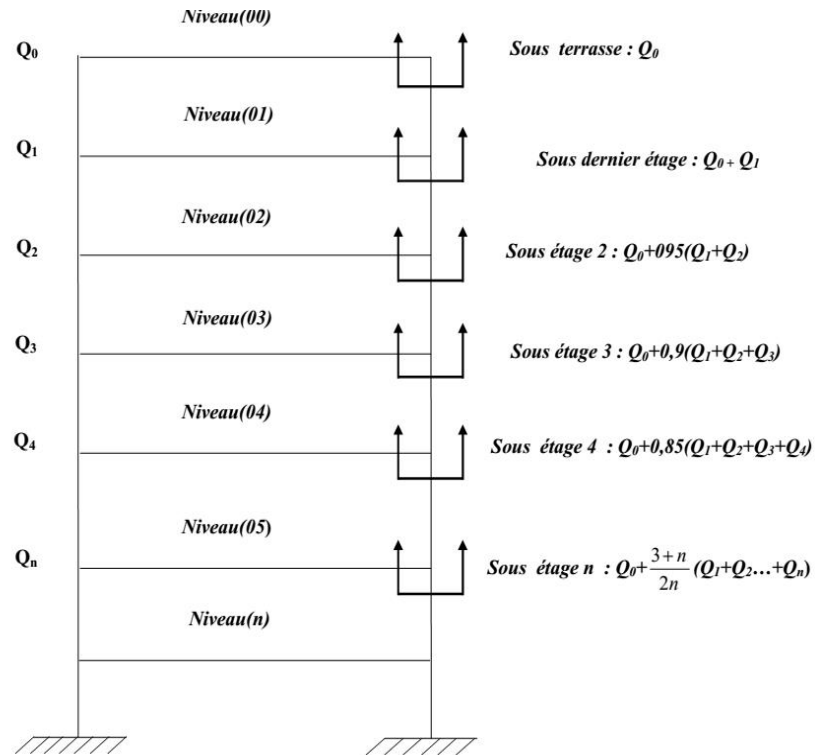 Niveau(00)
Q₀ Sous terrasse : Q₀
Niveau(01)
Q₁ Sous dernier étage : Q₀ + Q₁
Niveau(02)
Q₂ Sous étage 2 : Q₀+095(Q₁+Q₂)
Niveau(03)
Q₃ Sous étage 3 : Q₀+0,9(Q₁+Q₂+Q₃)
Niveau(04)
Q₄ Sous étage 4 : Q₀+0,85(Q₁+Q₂+Q₃+Q₄)
Niveau(05)
Qₙ Sous étage n : Q₀+\frac{3+n}{2n}(Q₁+Q₂…+Qₙ)
Niveau(n)